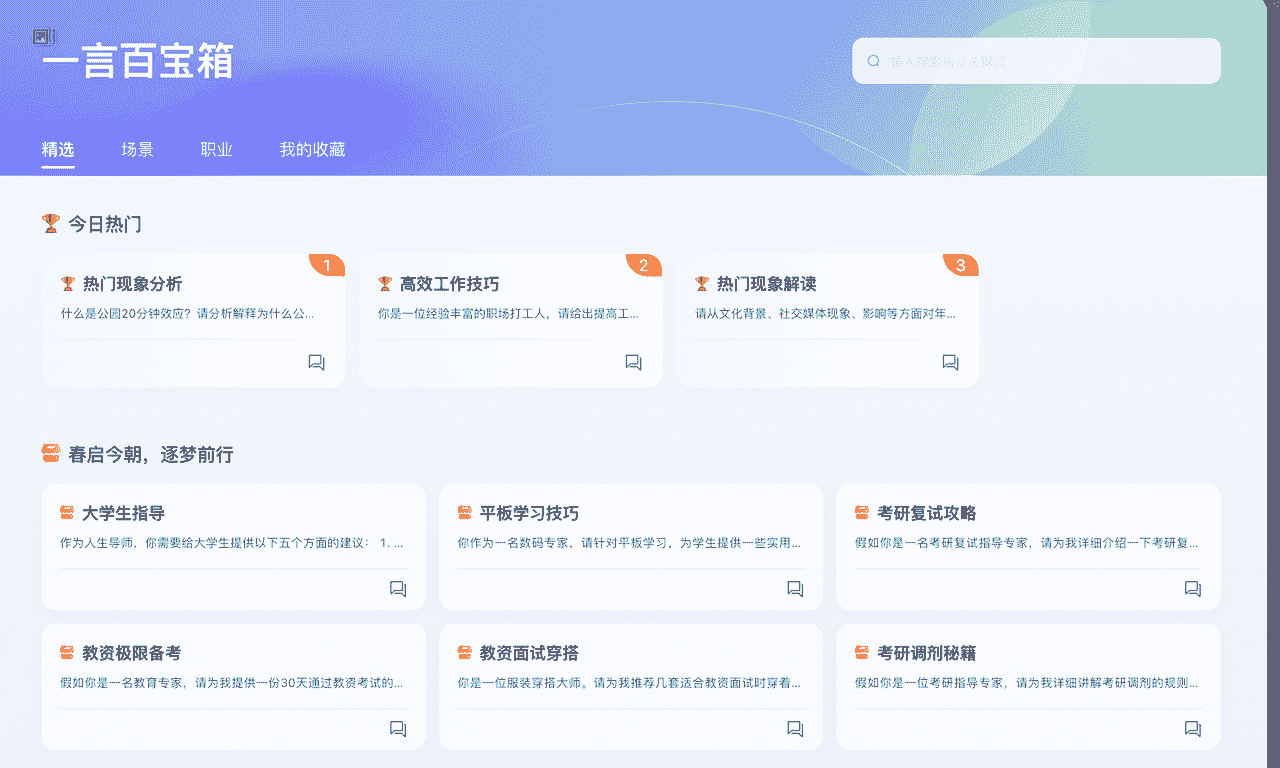 一言百宝箱
精选
场景
职业
我的收藏
今日热门
1
热门现象分析
什么是公园20分钟效应？请分析解释为什么公...
2
高效工作技巧
你是一位经验丰富的职场打工人，请给出提高工...
3
热门现象解读
请从文化背景、社交媒体现象、影响等方面对年...
春启今朝，逐梦前行
大学生指导
作为人生导师，你需要给大学生提供以下五个方面的建议： 1. ...
平板学习技巧
你作为一名数码专家，请针对平板学习，为学生提供一些实用...
考研复试攻略
假如你是一名考研复试指导专家，请为我详细介绍一下考研复...
教资极限备考
假如你是一名教育专家，请为我提供一份30天通过教资考试的...
教资面试穿搭
你是一位服装穿搭大师。请为我推荐几套适合教资面试时穿着...
考研调剂秘籍
假如你是一位考研指导专家，请为我详细讲解考研调剂的规则...